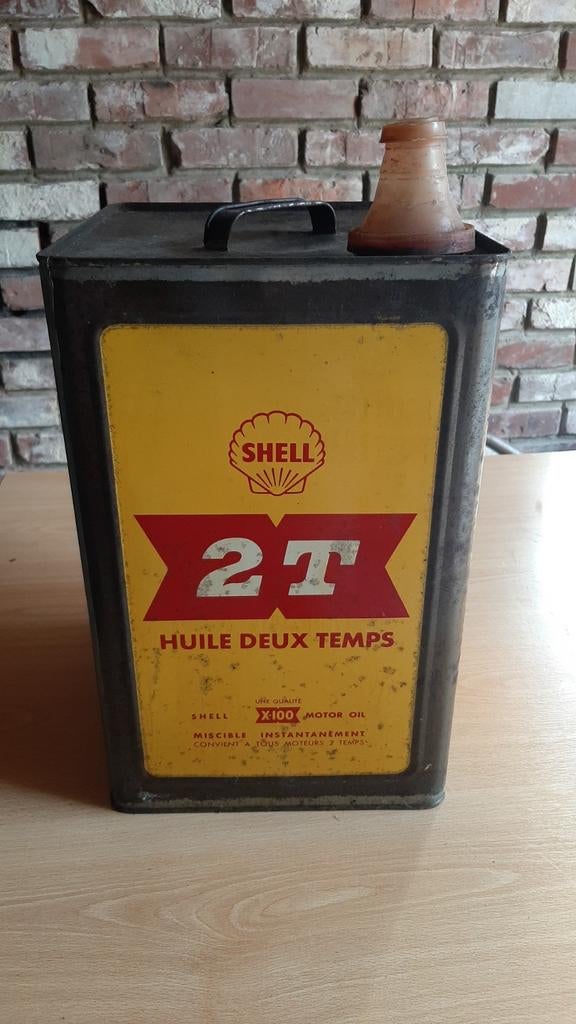 SHELL
2T
HUILE DEUX TEMPS
UNE QUALITÉ
SHELL X-100 MOTOR OIL
MISCIBLE INSTANTANÉMENT
CONVIENT A TOUS MOTEURS 2 TEMPS